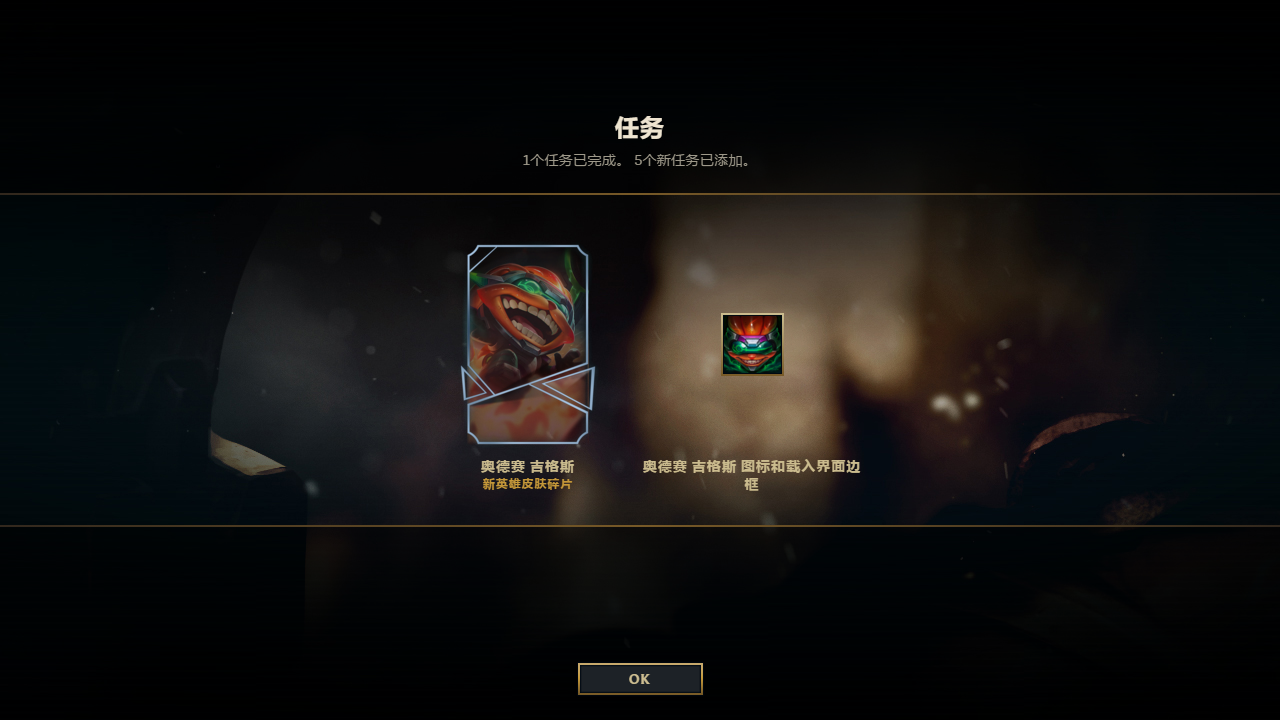 任务
1个任务已完成。 5个新任务已添加。
奥德赛 吉格斯
新英雄皮肤碎片
奥德赛 吉格斯 图标和载入界面边
框
OK